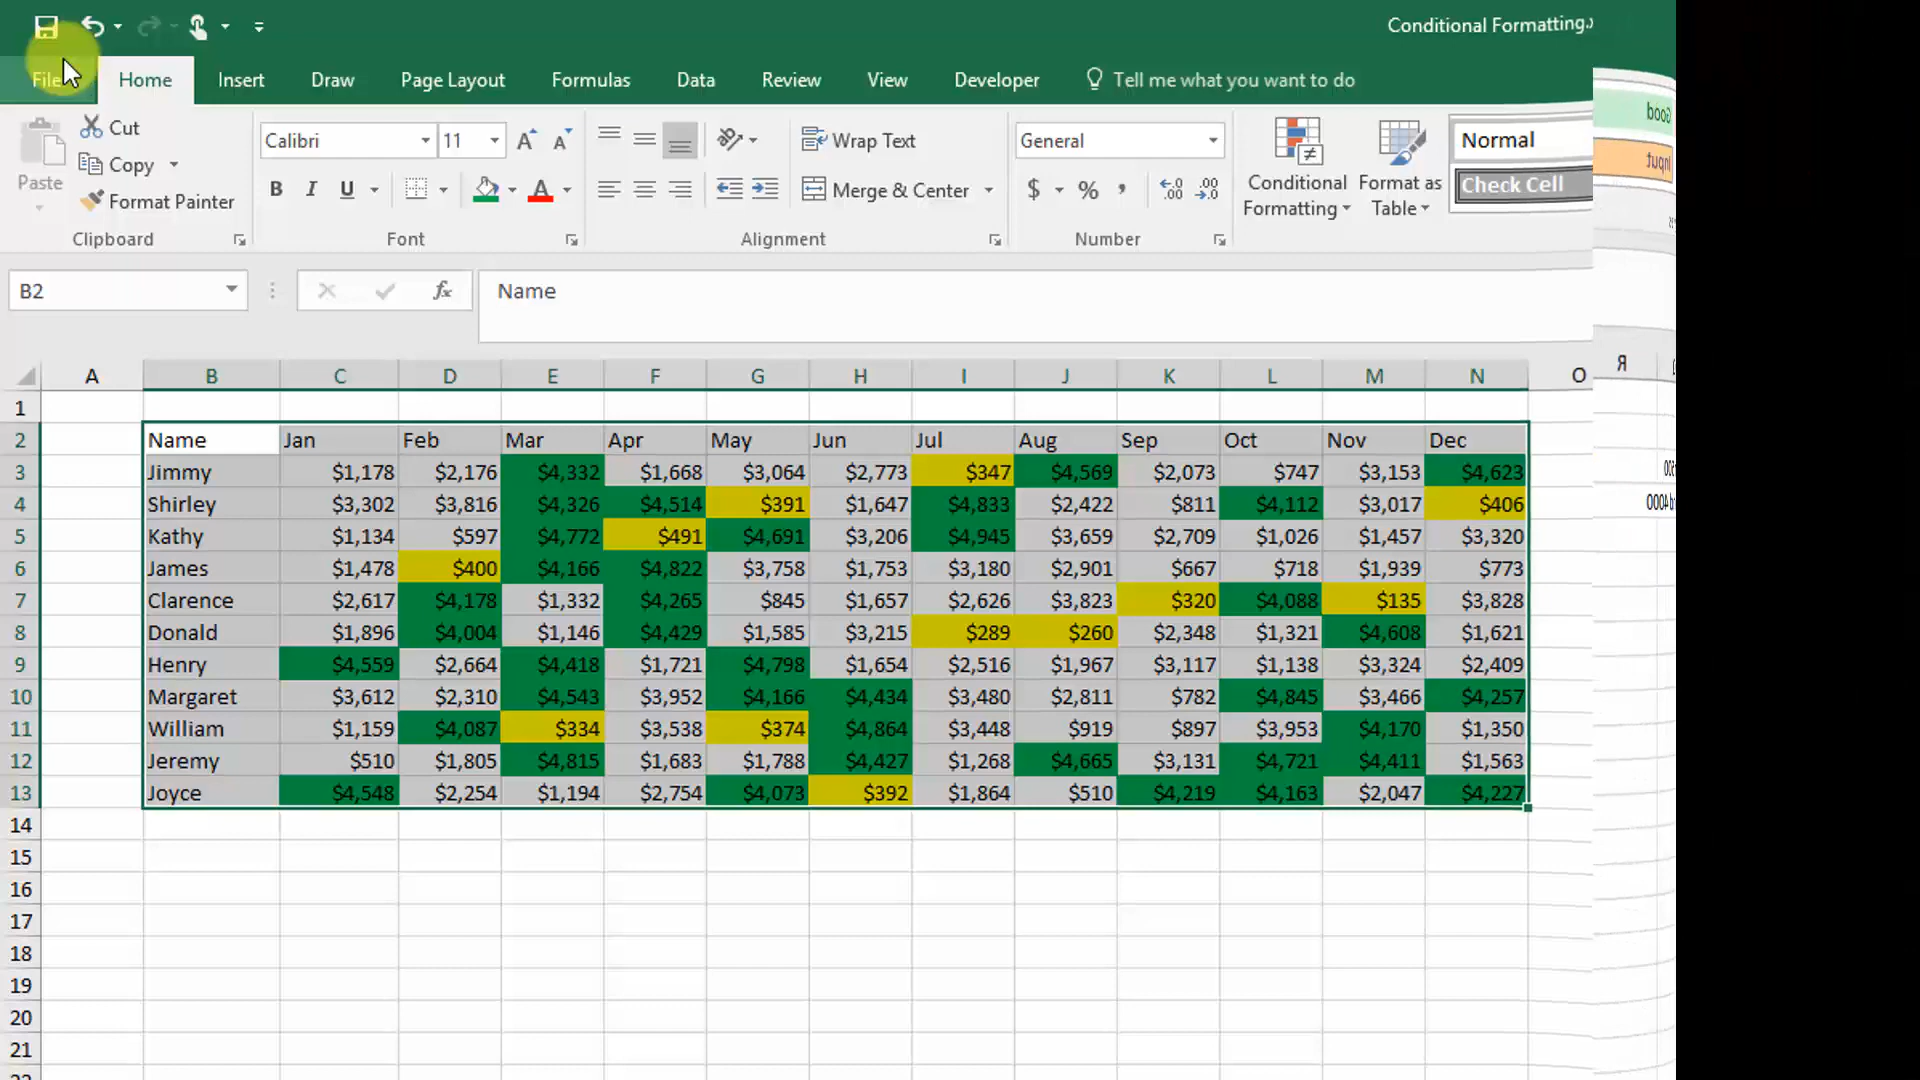 Conditional Formatting.
File Home Insert Draw Page Layout Formulas Data Review View Developer Tell me what you want to do
Paste Cut Copy Format Painter Clipboard
Calibri 11 B I U Font
Wrap Text Merge & Center Alignment
General $ % , Number
Conditional Formatting Format as Table
Normal Check Cell
Good
Input
B2 fx Name
A B C D E F G H I J K L M N O R
1
2 Name Jan Feb Mar Apr May Jun Jul Aug Sep Oct Nov Dec
3 Jimmy $1,178 $2,176 $4,332 $1,668 $3,064 $2,773 $347 $4,569 $2,073 $747 $3,153 $4,623
4 Shirley $3,302 $3,816 $4,326 $4,514 $391 $1,647 $4,833 $2,422 $811 $4,112 $3,017 $406
5 Kathy $1,134 $597 $4,772 $491 $4,691 $3,206 $4,945 $3,659 $2,709 $1,026 $1,457 $3,320
6 James $1,478 $400 $4,166 $4,822 $3,758 $1,753 $3,180 $2,901 $667 $718 $1,939 $773
7 Clarence $2,617 $4,178 $1,332 $4,265 $845 $1,657 $2,626 $3,823 $320 $4,088 $135 $3,828
8 Donald $1,896 $4,004 $1,146 $4,429 $1,585 $3,215 $289 $260 $2,348 $1,321 $4,608 $1,621
9 Henry $4,559 $2,664 $4,418 $1,721 $4,798 $1,654 $2,516 $1,967 $3,117 $1,138 $3,324 $2,409
10 Margaret $3,612 $2,310 $4,543 $3,952 $4,166 $4,434 $3,480 $2,811 $782 $4,845 $3,466 $4,257
11 William $1,159 $4,087 $334 $3,538 $374 $4,864 $3,448 $919 $897 $3,953 $4,170 $1,350
12 Jeremy $510 $1,805 $4,815 $1,683 $1,788 $4,427 $1,268 $4,665 $3,131 $4,721 $4,411 $1,563
13 Joyce $4,548 $2,254 $1,194 $2,754 $4,073 $392 $1,864 $510 $4,219 $4,163 $2,047 $4,227
14
15
16
17
18
19
20
21